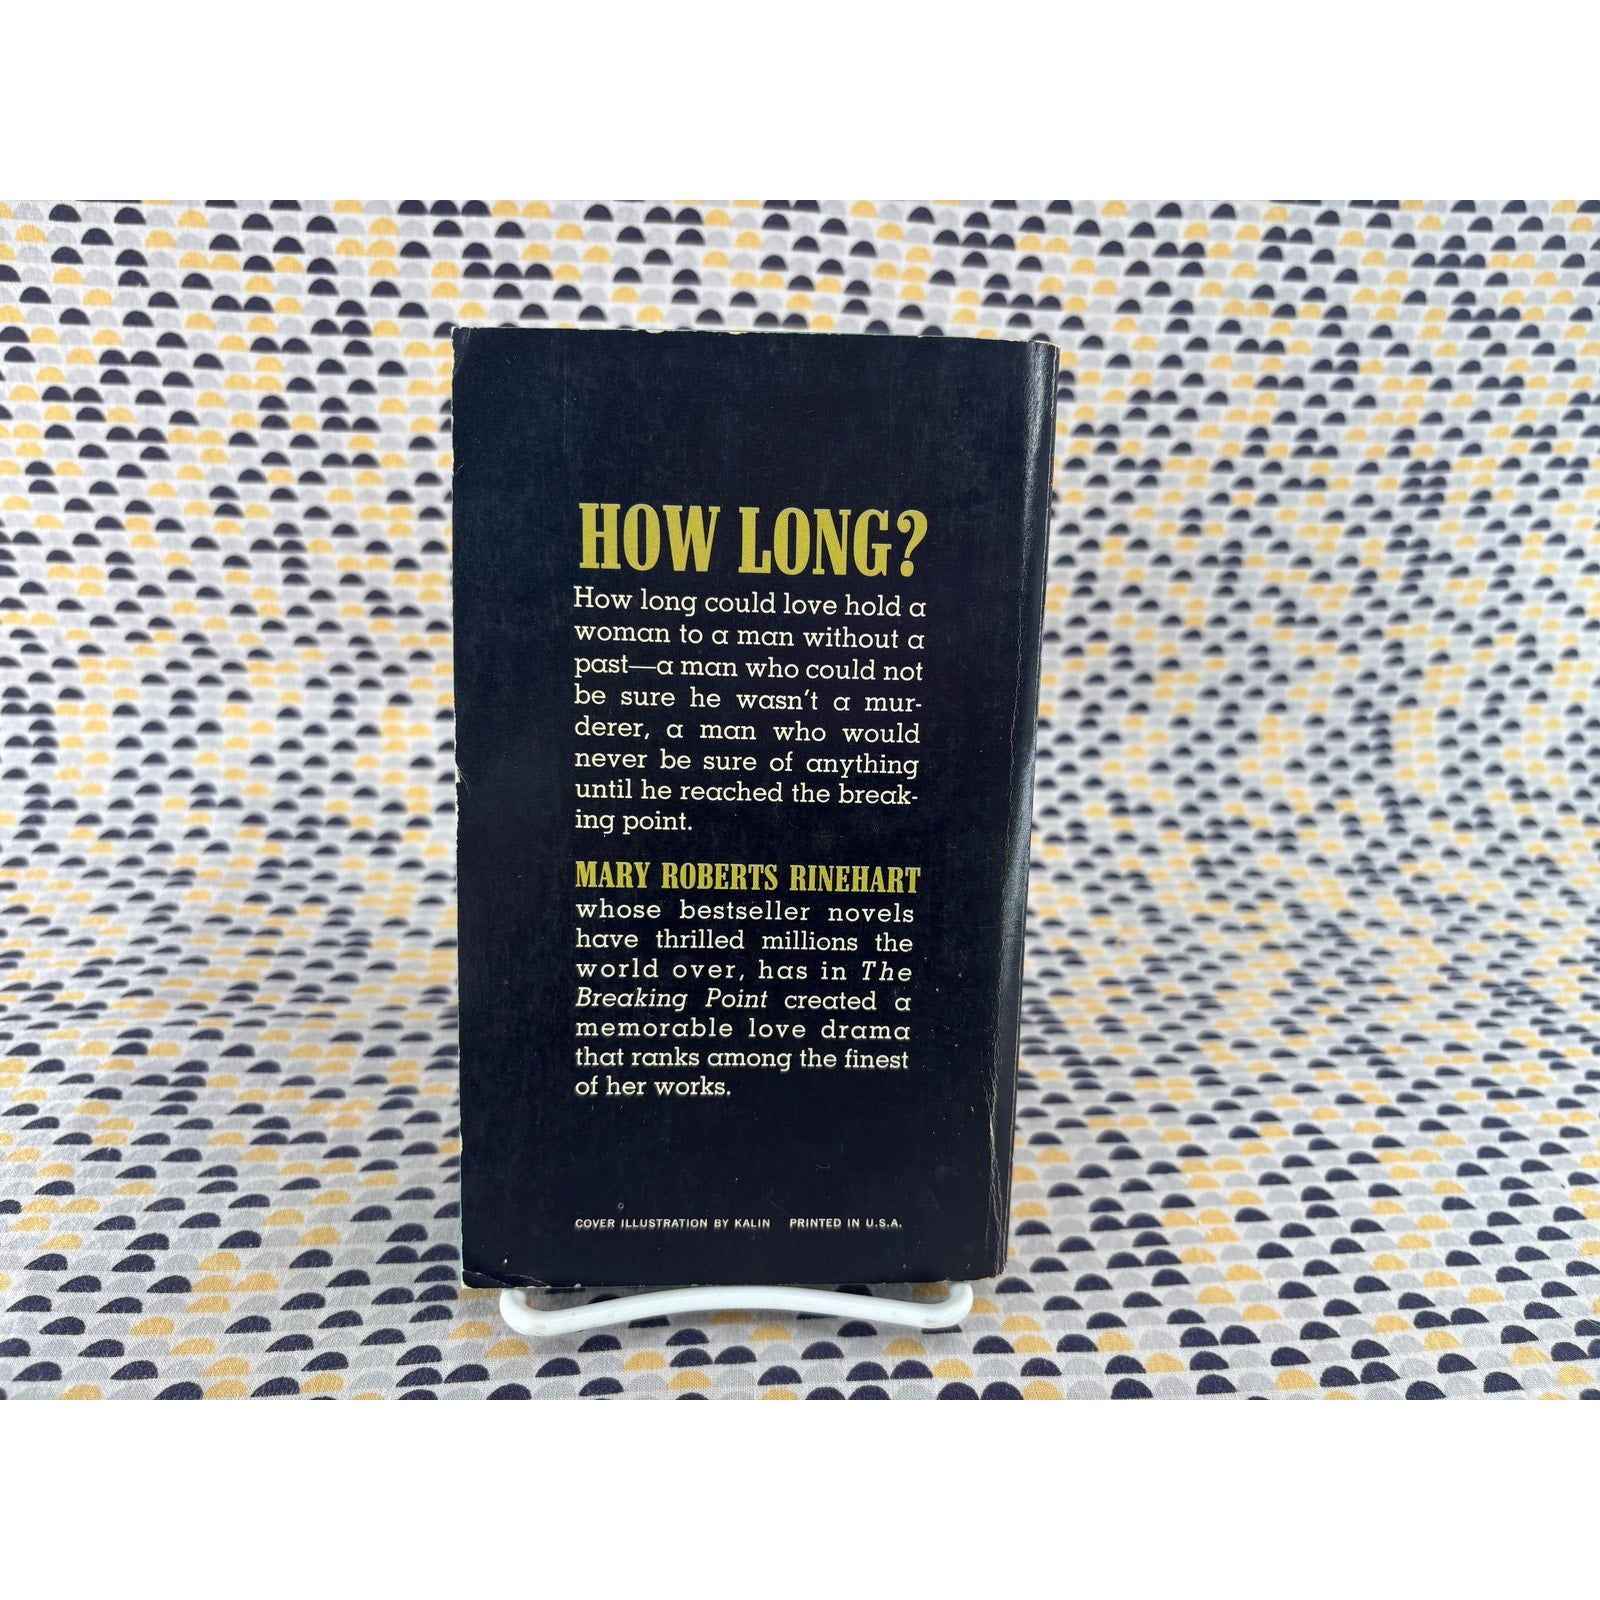 HOW LONG?
How long could love hold a
woman to a man without a
past—a man who could not
be sure he wasn't a mur-
derer, a man who would
never be sure of anything
until he reached the break-
ing point.
MARY ROBERTS RINEHART
whose bestseller novels
have thrilled millions the
world over, has in The
Breaking Point created a
memorable love drama
that ranks among the finest
of her works.
COVER ILLUSTRATION BY KALIN PRINTED IN U.S.A.